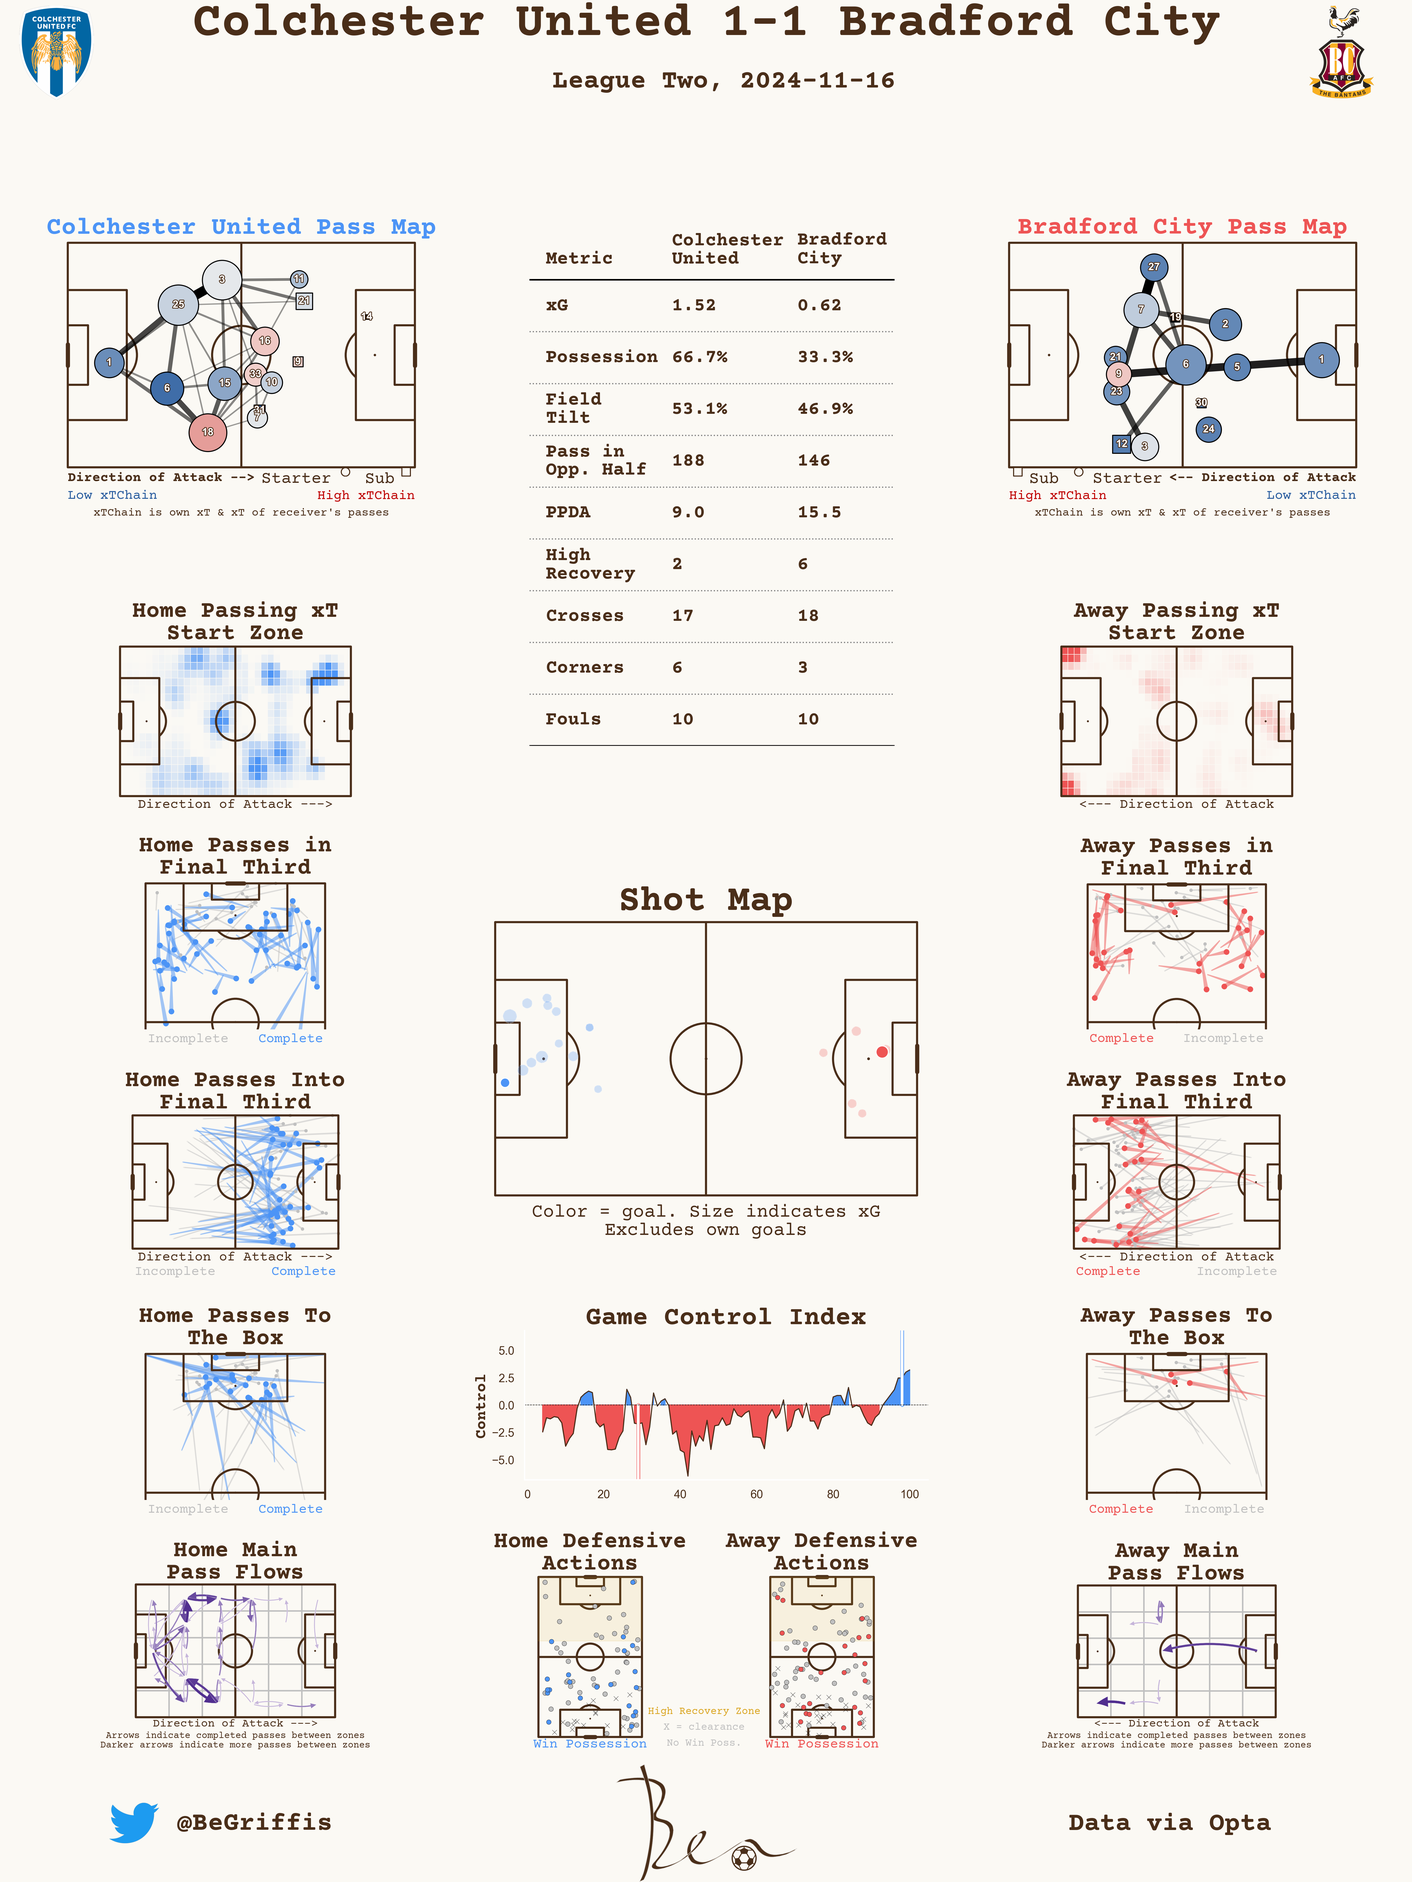 Colchester United 1-1 Bradford City
League Two, 2024-11-16
COLCHESTER
UNITED FC
BC
AFC
THE BANTAMS
Colchester United Pass Map
3
11
21
25
14
16
1
9
33
6
15
10
31
7
18
Direction of Attack --> Starter Sub
Low xTChain High xTChain
xTChain is own xT & xT of receiver's passes
Metric Colchester United Bradford City
xG 1.52 0.62
Possession 66.7% 33.3%
Field Tilt 53.1% 46.9%
Pass in Opp. Half 188 146
PPDA 9.0 15.5
High Recovery 2 6
Crosses 17 18
Corners 6 3
Fouls 10 10
Bradford City Pass Map
27
7
19
2
21
6
5
1
9
23
30
24
12
3
Sub Starter <-- Direction of Attack
High xTChain Low xTChain
xTChain is own xT & xT of receiver's passes
Home Passing xT
Start Zone
Direction of Attack --->
Away Passing xT
Start Zone
<--- Direction of Attack
Home Passes in
Final Third
Incomplete Complete
Away Passes in
Final Third
Complete Incomplete
Shot Map
Color = goal. Size indicates xG
Excludes own goals
Home Passes Into
Final Third
Direction of Attack --->
Incomplete Complete
Away Passes Into
Final Third
<--- Direction of Attack
Complete Incomplete
Home Passes To
The Box
Incomplete Complete
Game Control Index
Control
5.0
2.5
0.0
−2.5
−5.0
0 20 40 60 80 100
Away Passes To
The Box
Complete Incomplete
Home Main
Pass Flows
Direction of Attack --->
Arrows indicate completed passes between zones
Darker arrows indicate more passes between zones
Home Defensive
Actions
Win Possession
High Recovery Zone
X = clearance
No Win Poss.
Away Defensive
Actions
Win Possession
Away Main
Pass Flows
<--- Direction of Attack
Arrows indicate completed passes between zones
Darker arrows indicate more passes between zones
@BeGriffis
Ben
Data via Opta